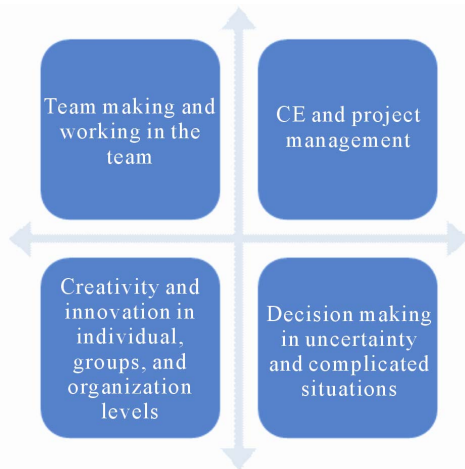 Team making and
working in the
team
CE and project
management
Creativity and
innovation in
individual,
groups, and
organization
levels
Decision making
in uncertainty
and complicated
situations